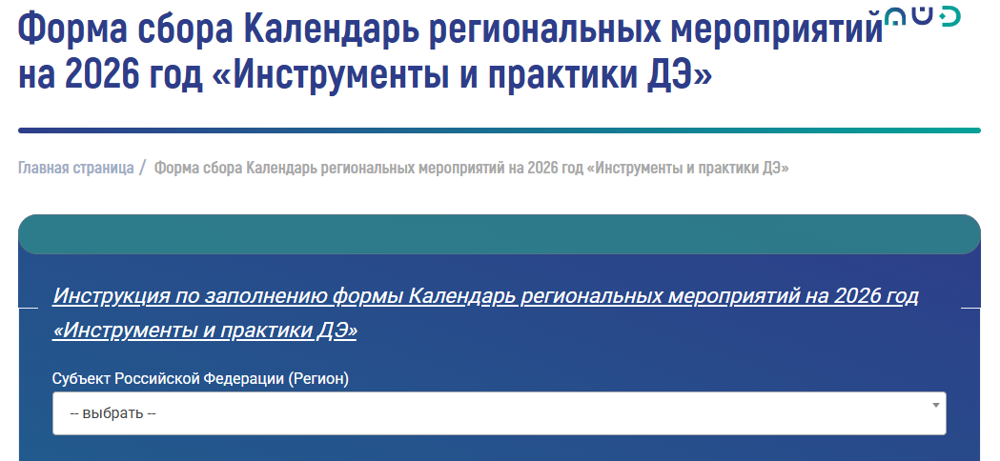 Форма сбора Календарь региональных мероприятий
на 2026 год «Инструменты и практики ДЭ»
Главная страница / Форма сбора Календарь региональных мероприятий на 2026 год «Инструменты и практики ДЭ»
Инструкция по заполнению формы Календарь региональных мероприятий на 2026 год
«Инструменты и практики ДЭ»
Субъект Российской Федерации (Регион)
-- выбрать --